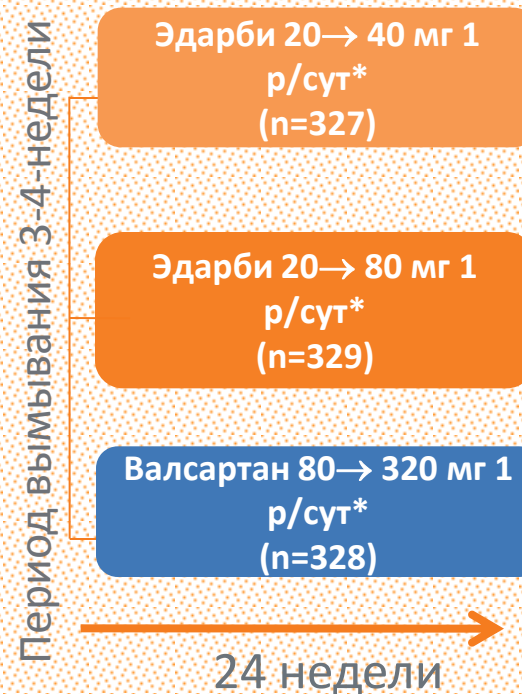 Период вымывания 3-4-недели
Эдарби 20→ 40 мг 1
р/сут*
(n=327)
Эдарби 20→ 80 мг 1
р/сут*
(n=329)
Валсартан 80→ 320 мг 1
р/сут*
(n=328)
24 недели